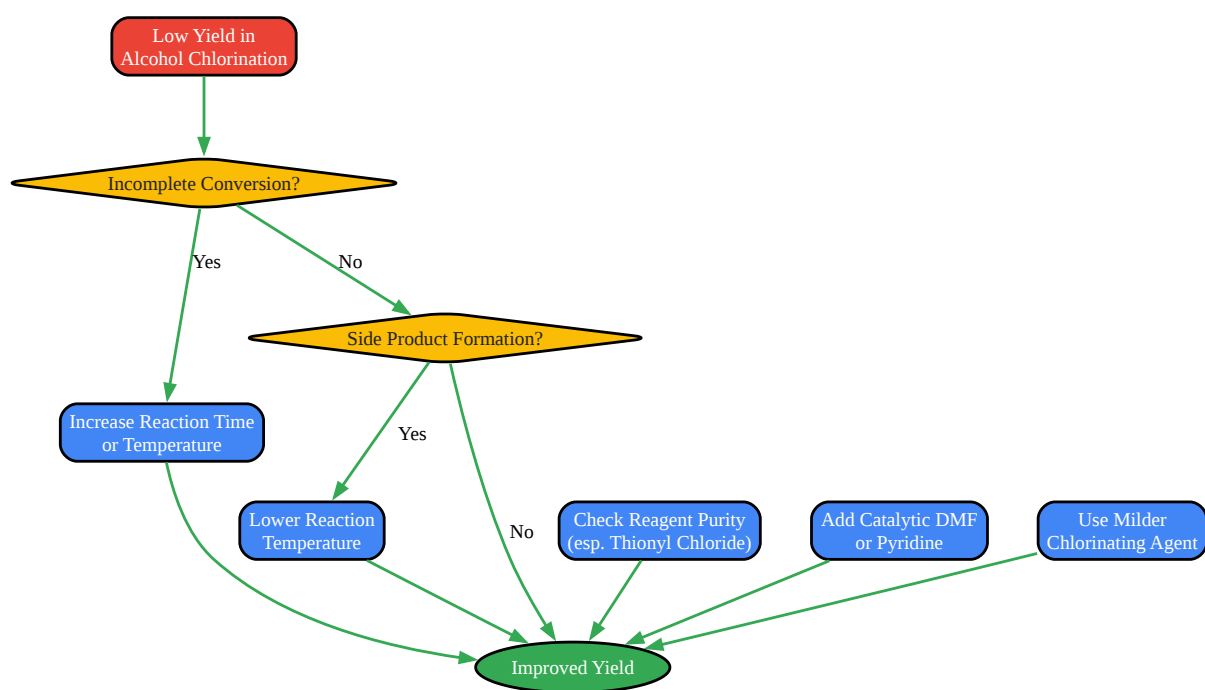 Low Yield in
Alcohol Chlorination
Incomplete Conversion?
Yes
No
Side Product Formation?
Increase Reaction Time
or Temperature
Yes
Lower Reaction
Temperature
No
Check Reagent Purity
(esp. Thionyl Chloride)
Add Catalytic DMF
or Pyridine
Use Milder
Chlorinating Agent
Improved Yield